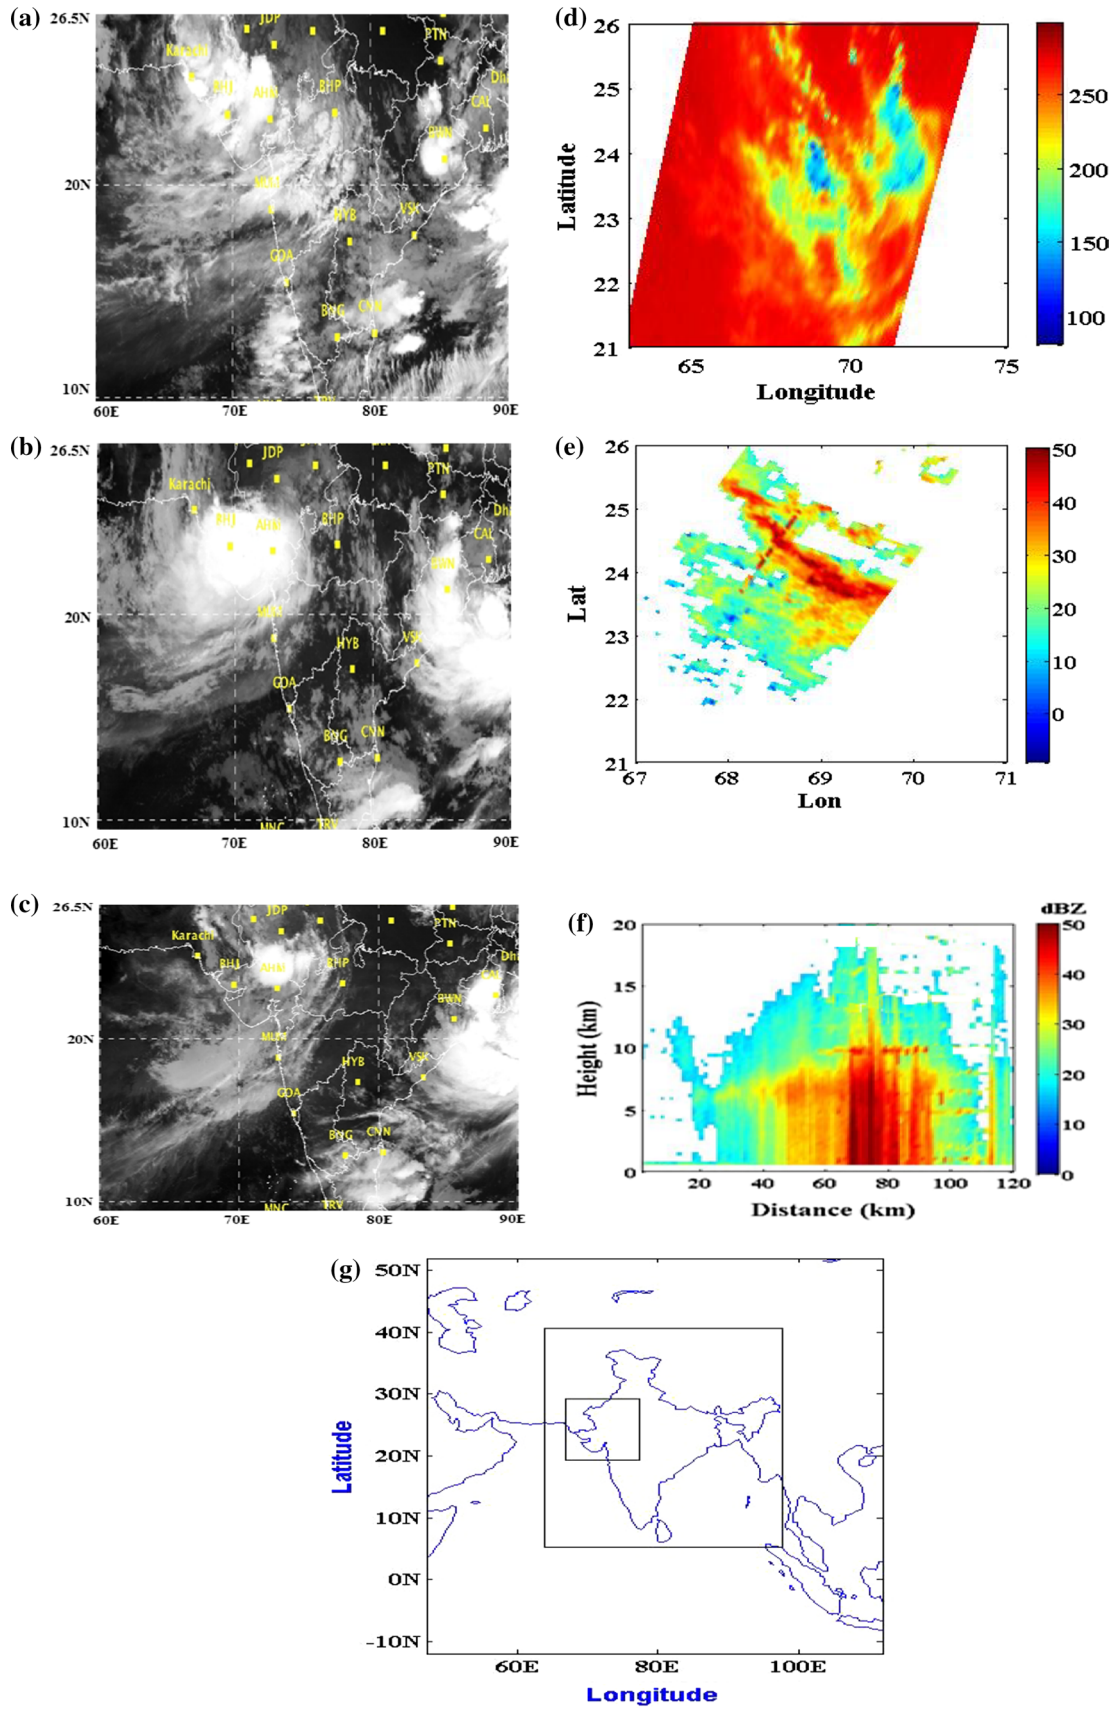 (a)
26.5N
20N
10N
60E
70E
80E
90E
JDP
PTN
Karachi
BHJ
AHM
BHP
Dh
CAL
BWN
HYB
VSK
GOA
BNG
CNN
(d)
26
25
24
23
22
21
Latitude
65
70
75
Longitude
250
200
150
100
(b)
26.5N
20N
10N
60E
70E
80E
90E
JDP
PTN
Karachi
BHJ
AHM
BHP
Dh
CAL
BWN
HYB
VSK
GOA
BNG
CNN
MNG
TRV
(e)
26
25
24
23
22
21
Lat
67
68
69
70
71
Lon
50
40
30
20
10
0
(c)
26.5N
20N
10N
60E
70E
80E
90E
JDP
PTN
Karachi
BHJ
AHM
BHP
Dh
CAL
BWN
HYB
VSK
GOA
BNG
CNN
MNG
TRV
(f)
20
15
10
5
0
Height (km)
20
40
60
80
100
120
Distance (km)
dBZ
50
40
30
20
10
0
(g)
50N
40N
30N
20N
10N
0N
-10N
Latitude
60E
80E
100E
Longitude